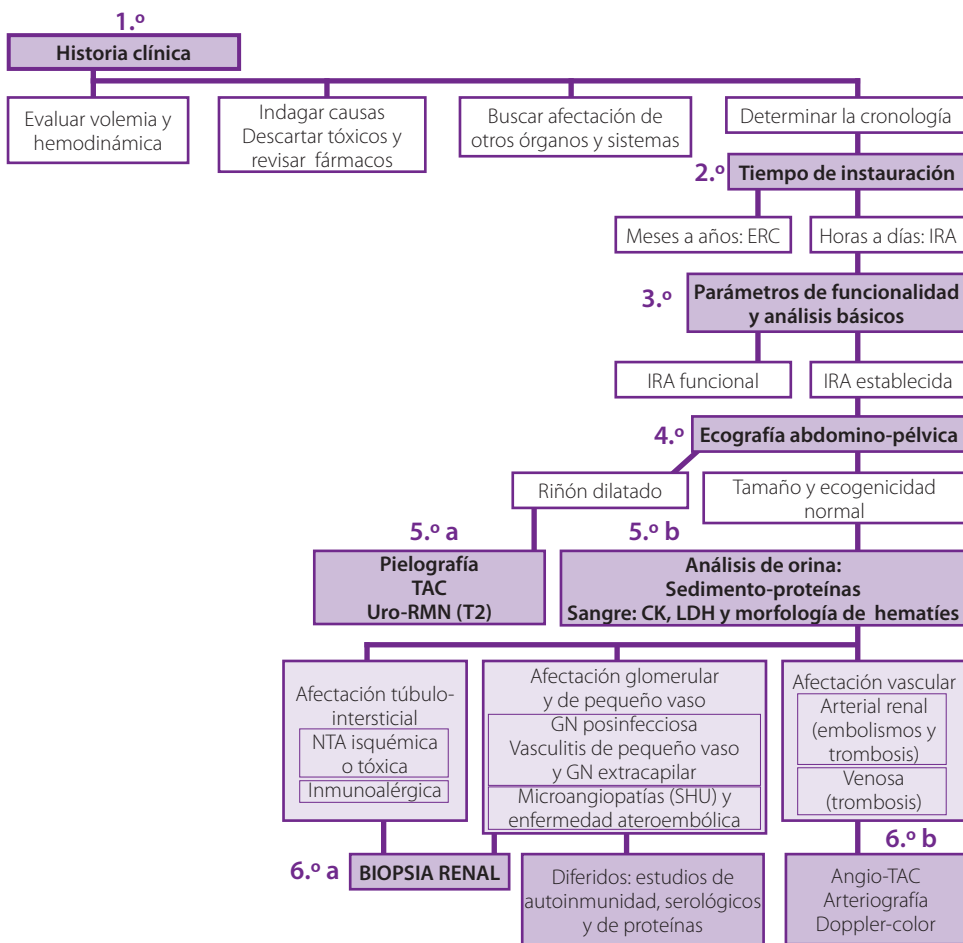 1.º
Historia clínica
Evaluar volemia y
hemodinámica
Indagar causas
Descartar tóxicos y
revisar fármacos
Buscar afectación de
otros órganos y sistemas
Determinar la cronología
2.º
Tiempo de instauración
Meses a años: ERC
Horas a días: IRA
3.º
Parámetros de funcionalidad
y análisis básicos
IRA funcional
IRA establecida
4.º
Ecografía abdomino-pélvica
Riñón dilatado
Tamaño y ecogenicidad
normal
5.º a
Pielografía
TAC
Uro-RMN (T2)
5.º b
Análisis de orina:
Sedimento-proteínas
Sangre: CK, LDH y morfología de hematíes
Afectación túbulo-
intersticial
NTA isquémica
o tóxica
Inmunoalérgica
Afectación glomerular
y de pequeño vaso
GN posinfecciosa
Vasculitis de pequeño vaso
y GN extracapilar
Microangiopatías (SHU) y
enfermedad ateroembólica
Afectación vascular
Arterial renal
(embolismos y
trombosis)
Venosa
(trombosis)
6.º a
BIOPSIA RENAL
Diferidos: estudios de
autoinmunidad, serológicos
y de proteínas
6.º b
Angio-TAC
Arteriografía
Doppler-color